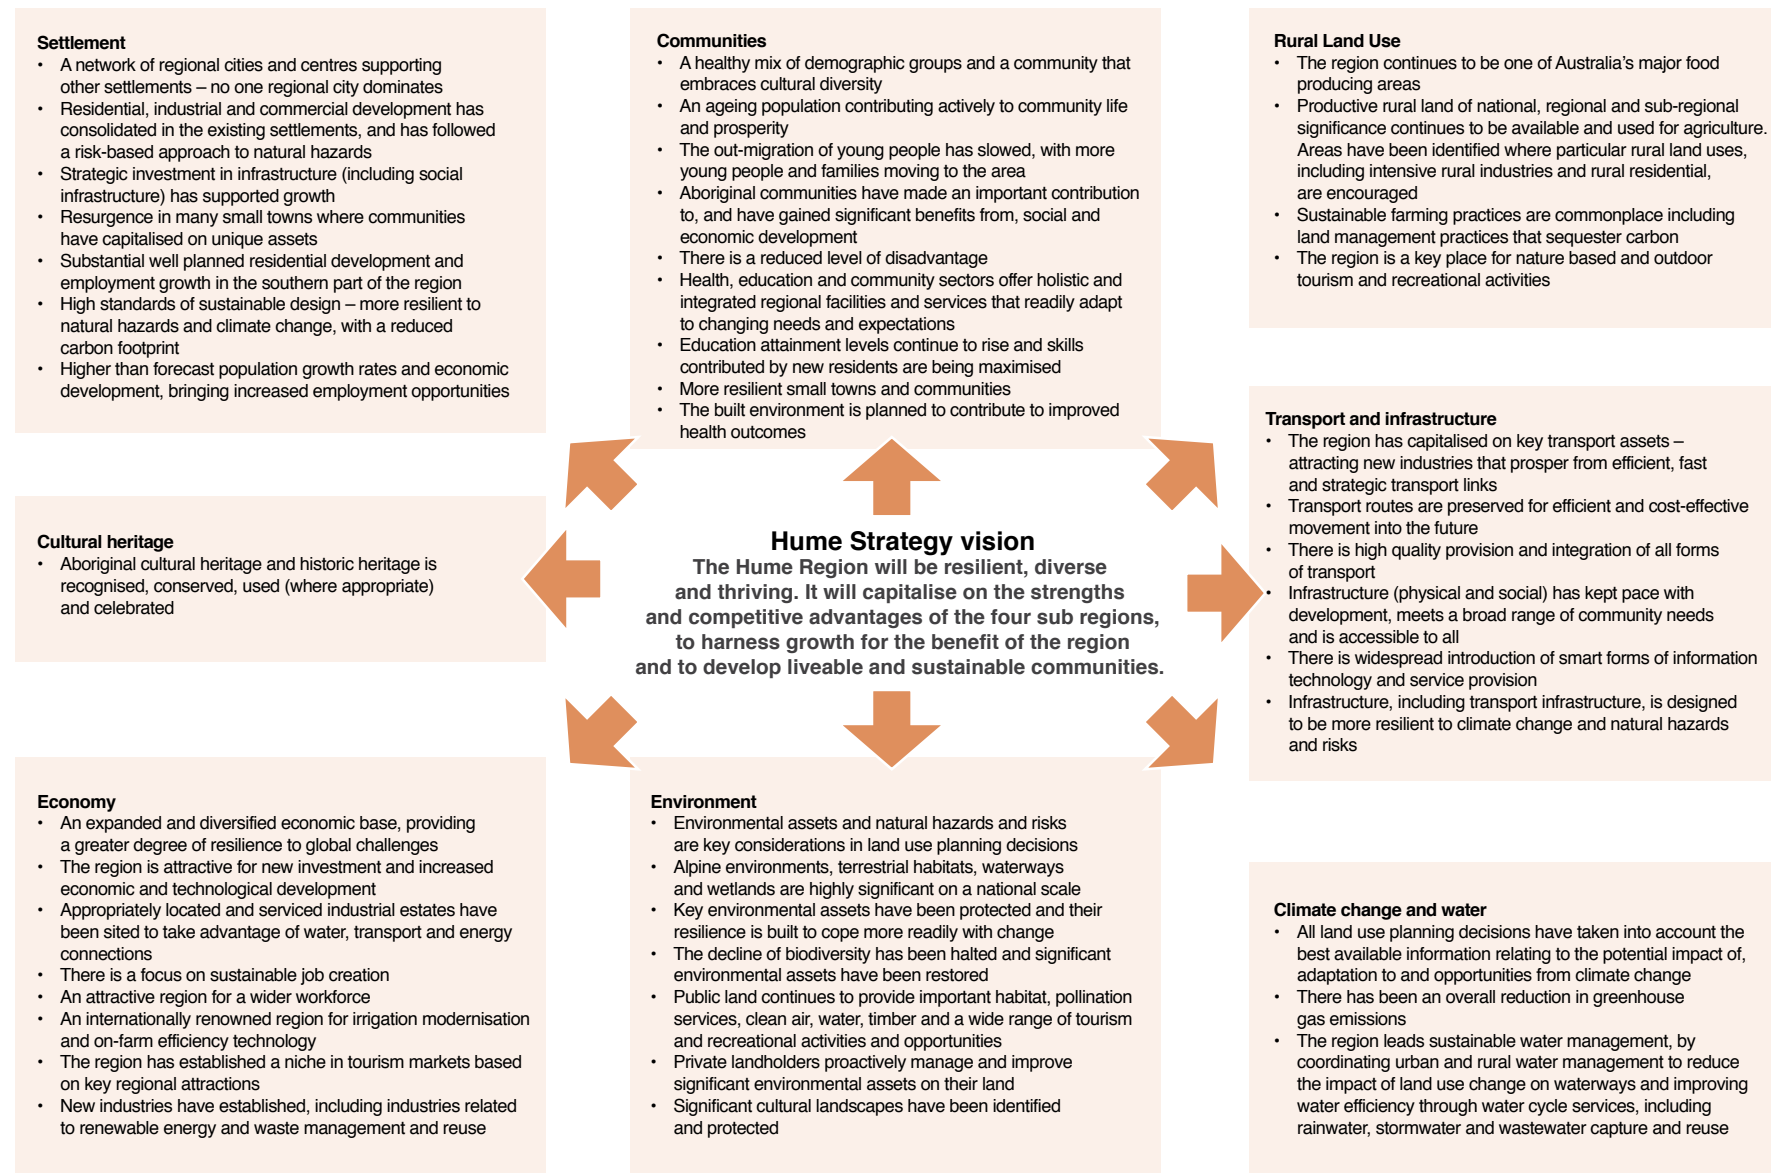 Settlement
• A network of regional cities and centres supporting
other settlements – no one regional city dominates
• Residential, industrial and commercial development has
consolidated in the existing settlements, and has followed
a risk-based approach to natural hazards
• Strategic investment in infrastructure (including social
infrastructure) has supported growth
• Resurgence in many small towns where communities
have capitalised on unique assets
• Substantial well planned residential development and
employment growth in the southern part of the region
• High standards of sustainable design – more resilient to
natural hazards and climate change, with a reduced
carbon footprint
• Higher than forecast population growth rates and economic
development, bringing increased employment opportunities
Communities
• A healthy mix of demographic groups and a community that
embraces cultural diversity
• An ageing population contributing actively to community life
and prosperity
• The out-migration of young people has slowed, with more
young people and families moving to the area
• Aboriginal communities have made an important contribution
to, and have gained significant benefits from, social and
economic development
• There is a reduced level of disadvantage
• Health, education and community sectors offer holistic and
integrated regional facilities and services that readily adapt
to changing needs and expectations
• Education attainment levels continue to rise and skills
contributed by new residents are being maximised
• More resilient small towns and communities
• The built environment is planned to contribute to improved
health outcomes
Rural Land Use
• The region continues to be one of Australia's major food
producing areas
• Productive rural land of national, regional and sub-regional
significance continues to be available and used for agriculture.
Areas have been identified where particular rural land uses,
including intensive rural industries and rural residential,
are encouraged
• Sustainable farming practices are commonplace including
land management practices that sequester carbon
• The region is a key place for nature based and outdoor
tourism and recreational activities
Cultural heritage
• Aboriginal cultural heritage and historic heritage is
recognised, conserved, used (where appropriate)
and celebrated
Hume Strategy vision
The Hume Region will be resilient, diverse
and thriving. It will capitalise on the strengths
and competitive advantages of the four sub regions,
to harness growth for the benefit of the region
and to develop liveable and sustainable communities.
Transport and infrastructure
• The region has capitalised on key transport assets –
attracting new industries that prosper from efficient, fast
and strategic transport links
• Transport routes are preserved for efficient and cost-effective
movement into the future
• There is high quality provision and integration of all forms
of transport
• Infrastructure (physical and social) has kept pace with
development, meets a broad range of community needs
and is accessible to all
• There is widespread introduction of smart forms of information
technology and service provision
• Infrastructure, including transport infrastructure, is designed
to be more resilient to climate change and natural hazards
and risks
Economy
• An expanded and diversified economic base, providing
a greater degree of resilience to global challenges
• The region is attractive for new investment and increased
economic and technological development
• Appropriately located and serviced industrial estates have
been sited to take advantage of water, transport and energy
connections
• There is a focus on sustainable job creation
• An attractive region for a wider workforce
• An internationally renowned region for irrigation modernisation
and on-farm efficiency technology
• The region has established a niche in tourism markets based
on key regional attractions
• New industries have established, including industries related
to renewable energy and waste management and reuse
Environment
• Environmental assets and natural hazards and risks
are key considerations in land use planning decisions
• Alpine environments, terrestrial habitats, waterways
and wetlands are highly significant on a national scale
• Key environmental assets have been protected and their
resilience is built to cope more readily with change
• The decline of biodiversity has been halted and significant
environmental assets have been restored
• Public land continues to provide important habitat, pollination
services, clean air, water, timber and a wide range of tourism
and recreational activities and opportunities
• Private landholders proactively manage and improve
significant environmental assets on their land
• Significant cultural landscapes have been identified
and protected
Climate change and water
• All land use planning decisions have taken into account the
best available information relating to the potential impact of,
adaptation to and opportunities from climate change
• There has been an overall reduction in greenhouse
gas emissions
• The region leads sustainable water management, by
coordinating urban and rural water management to reduce
the impact of land use change on waterways and improving
water efficiency through water cycle services, including
rainwater, stormwater and wastewater capture and reuse